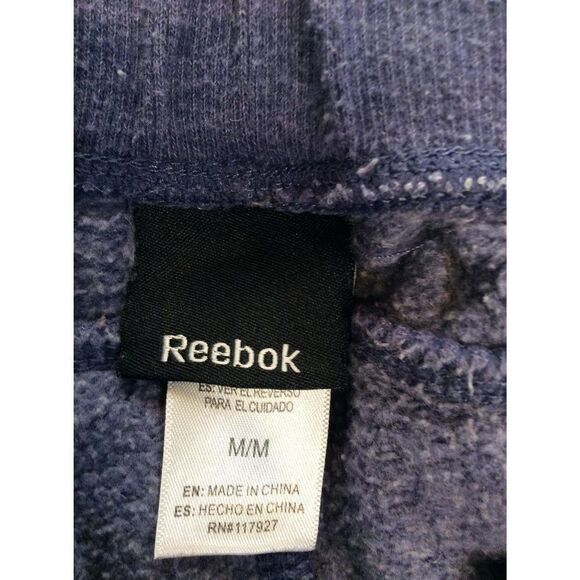 Reebok
ES: VER EL REVERSO
PARA EL CUIDADO
M/M
EN: MADE IN CHINA
ES: HECHO EN CHINA
RN#117927